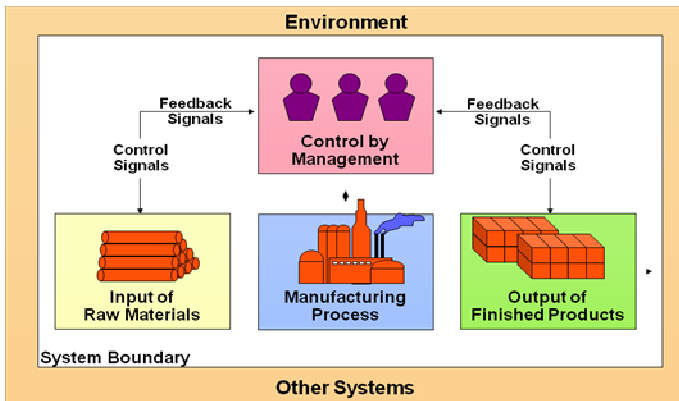 Environment
Feedback
Signals
Feedback
Signals
Control by
Management
Control
Signals
Control
Signals
Input of
Raw Materials
Manufacturing
Process
Output of
Finished Products
System Boundary
Other Systems